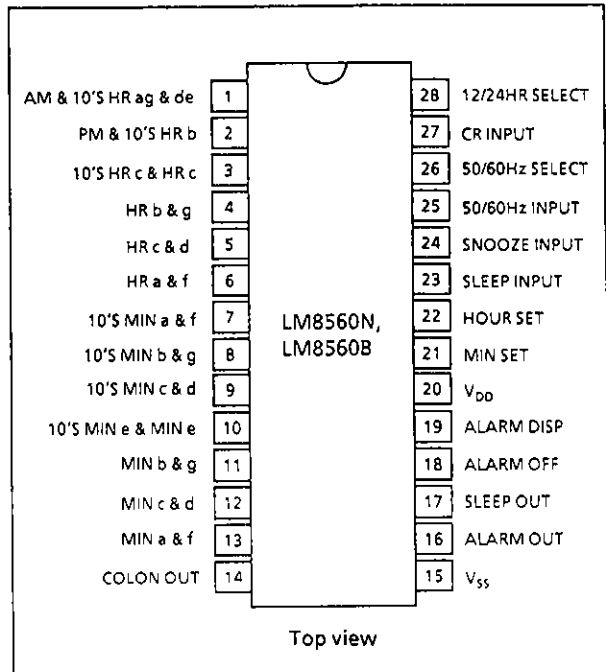 AM & 10'S HR ag & de 1
PM & 10'S HR b 2
10'S HR c & HR c 3
HR b & g 4
HR c & d 5
HR a & f 6
10'S MIN a & f 7
10'S MIN b & g 8
10'S MIN c & d 9
10'S MIN e & MIN e 10
MIN b & g 11
MIN c & d 12
MIN a & f 13
COLON OUT 14
LM8560N,
LM8560B
28 12/24HR SELECT
27 CR INPUT
26 50/60Hz SELECT
25 50/60Hz INPUT
24 SNOOZE INPUT
23 SLEEP INPUT
22 HOUR SET
21 MIN SET
20 VDD
19 ALARM DISP
18 ALARM OFF
17 SLEEP OUT
16 ALARM OUT
15 VSS
Top view